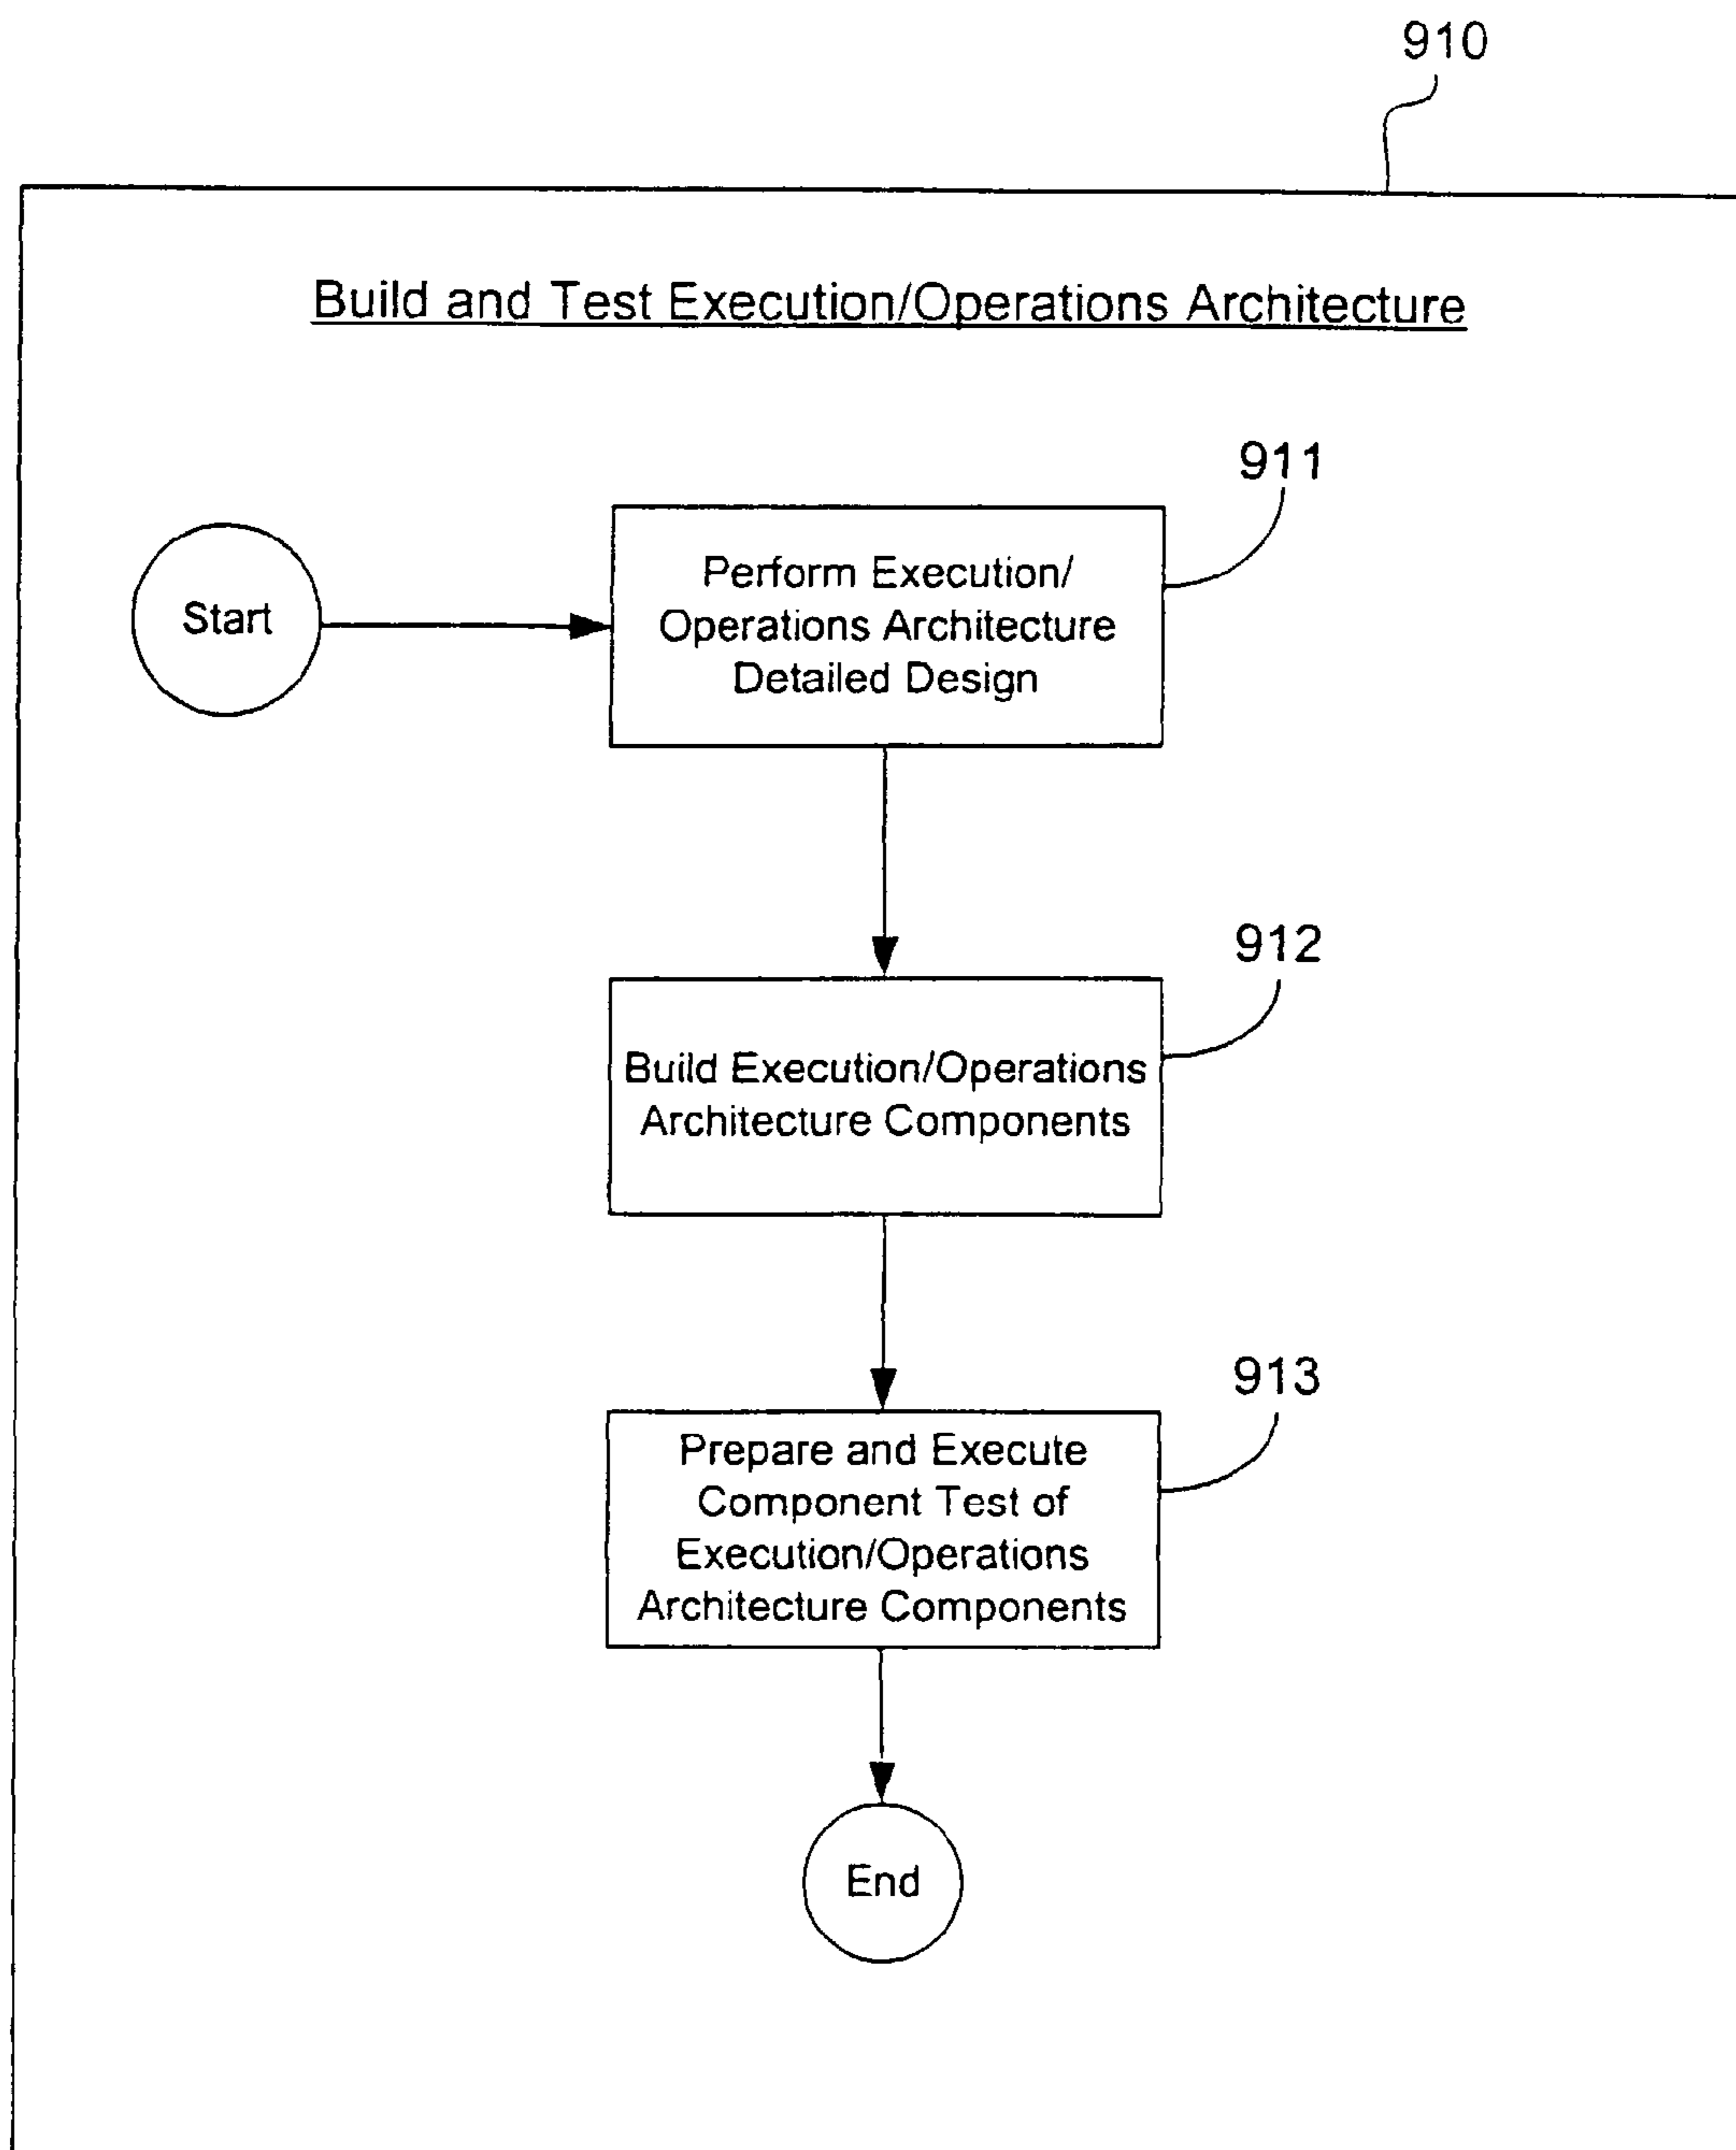 910
Build and Test Execution/Operations Architecture
911
Start
Perform Execution/
Operations Architecture
Detailed Design
912
Build Execution/Operations
Architecture Components
913
Prepare and Execute
Component Test of
Execution/Operations
Architecture Components
End